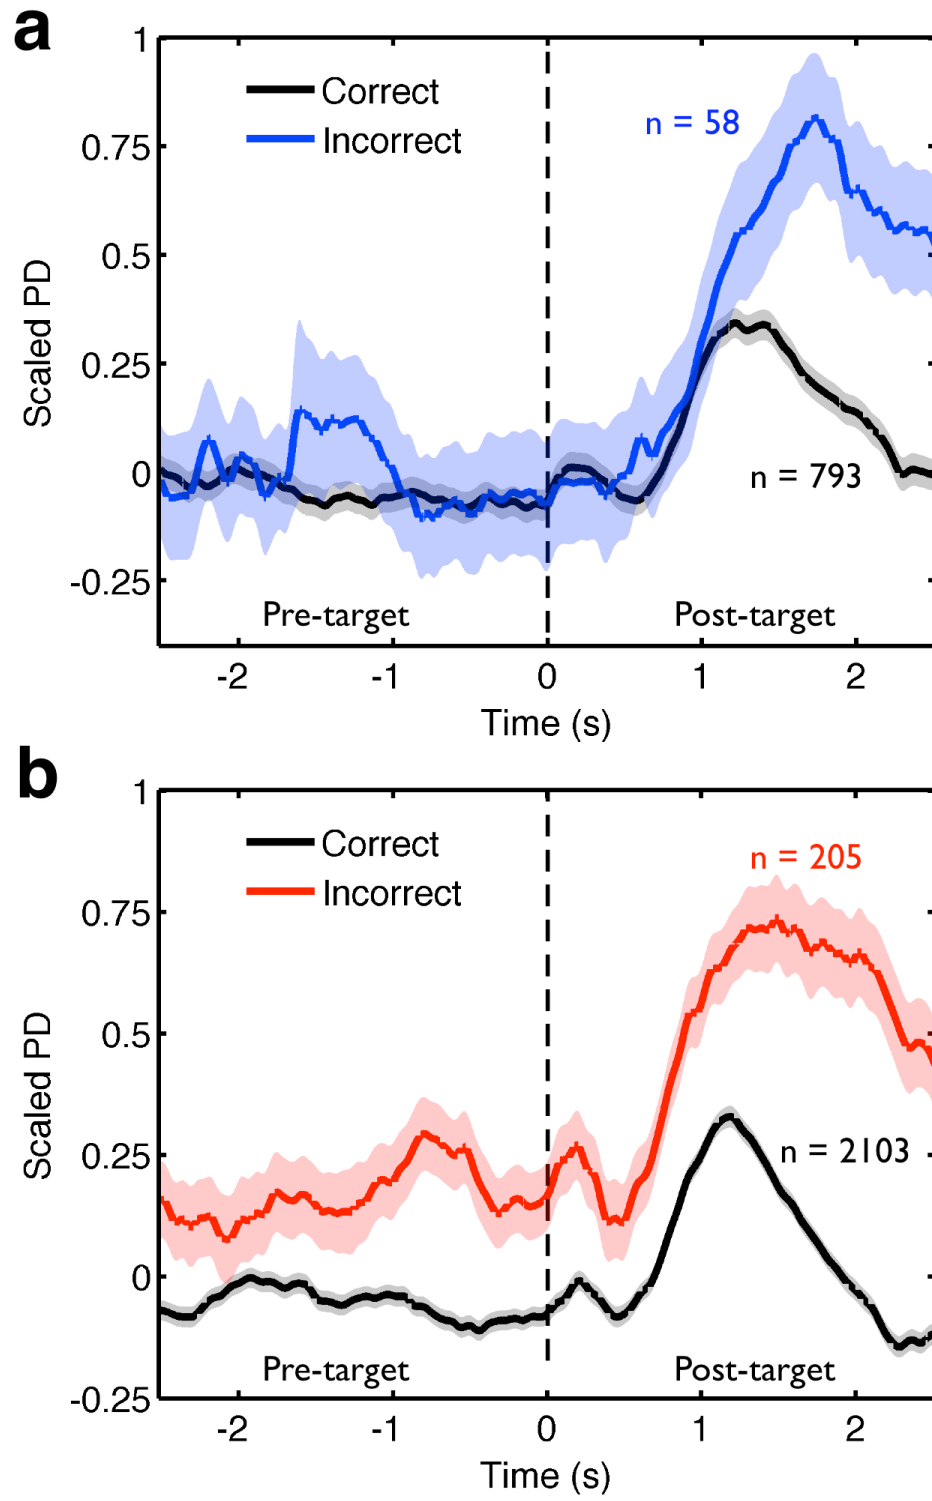 a
1
Correct
Incorrect
n = 58
0.75
0.5
Scaled PD
0.25
0
n = 793
-0.25
Pre-target
Post-target
-2
-1
0
1
2
Time (s)
b
1
Correct
Incorrect
n = 205
0.75
0.5
Scaled PD
0.25
n = 2103
0
Pre-target
Post-target
-0.25
-2
-1
0
1
2
Time (s)